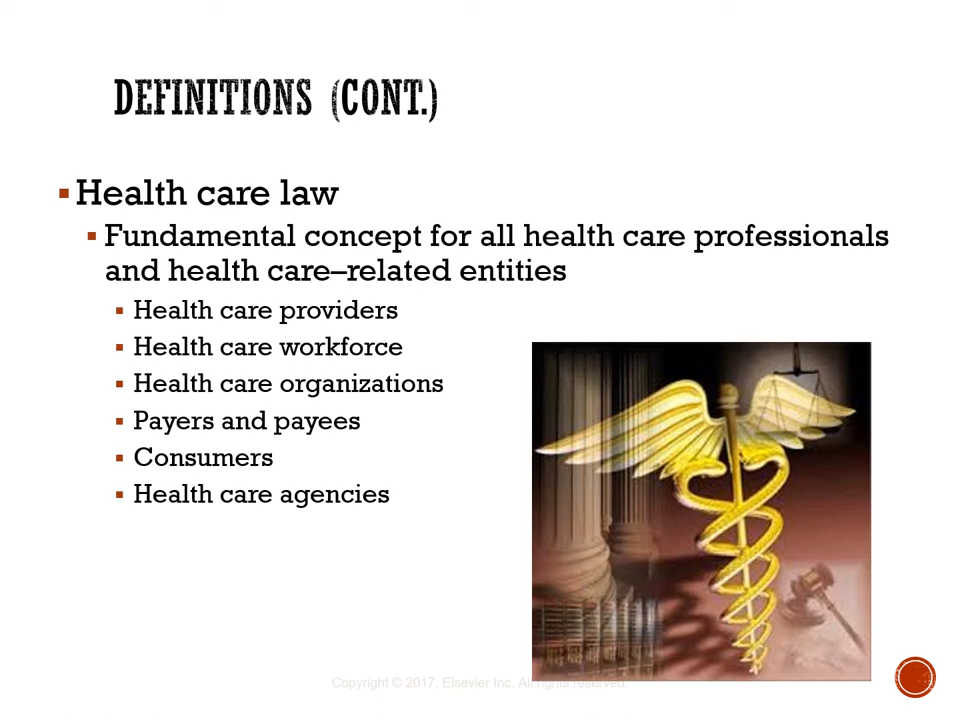 DEFINITIONS (CONT.)
Health care law
Fundamental concept for all health care professionals
and health care–related entities
Health care providers
Health care workforce
Health care organizations
Payers and payees
Consumers
Health care agencies
Copyright © 2017, Elsevier Inc. All rights reserved.